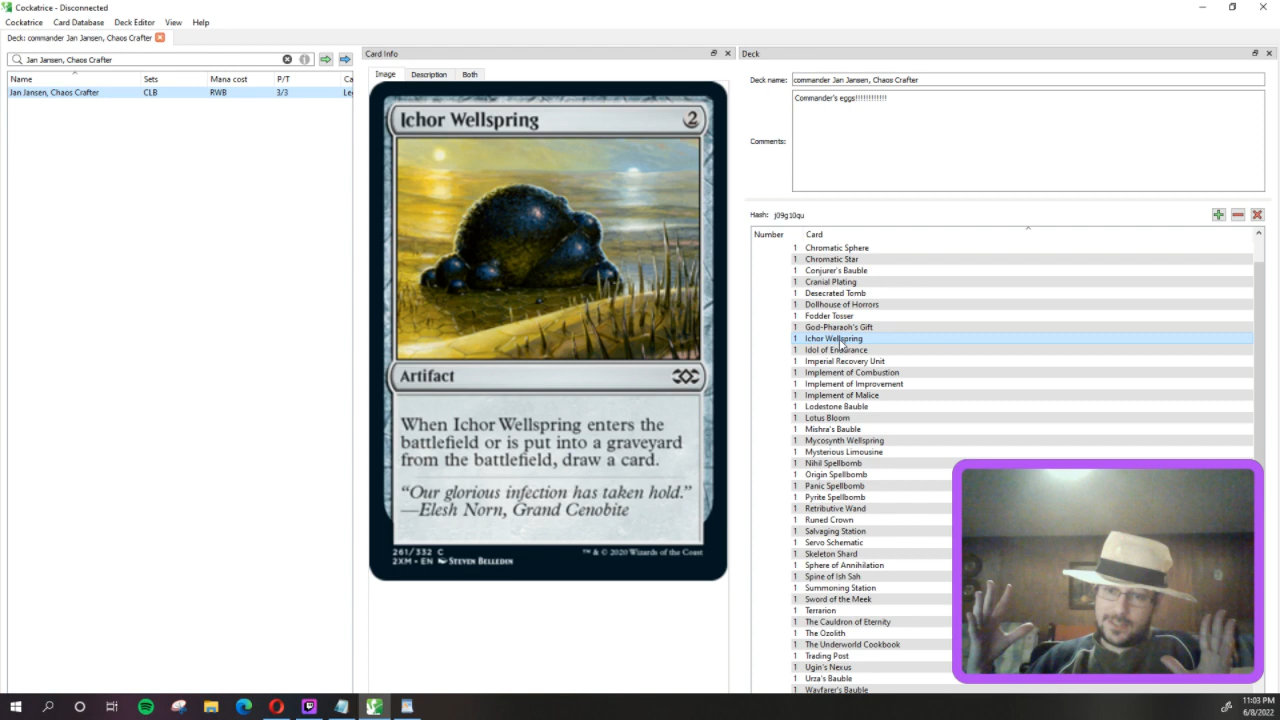 Cockatrice - Disconnected
Cockatrice Card Database Deck Editor View Help
Deck: commander Jan Jansen, Chaos Crafter
Jan Jansen, Chaos Crafter
Name Sets Mana cost P/T Ca
Jan Jansen, Chaos Crafter CLB RWB 3/3 Leg
Card Info
Image Description Both
Ichor Wellspring 2
Artifact
When Ichor Wellspring enters the
battlefield or is put into a graveyard
from the battlefield, draw a card.
“Our glorious infection has taken hold.”
—Elesh Norn, Grand Cenobite
261/332 C
2XM • EN Steven Belledin
™ & © 2020 Wizards of the Coast
Deck
Deck name: commander Jan Jansen, Chaos Crafter
Comments: Commander's eggs!!!!!!!!!!!!
Hash: j09g10qu
Number Card
1 Chromatic Sphere
1 Chromatic Star
1 Conjurer's Bauble
1 Cranial Plating
1 Desecrated Tomb
1 Dollhouse of Horrors
1 Fodder Tosser
1 God-Pharaoh's Gift
1 Ichor Wellspring
1 Idol of Endurance
1 Imperial Recovery Unit
1 Implement of Combustion
1 Implement of Improvement
1 Implement of Malice
1 Lodestone Bauble
1 Lotus Bloom
1 Mishra's Bauble
1 Mycosynth Wellspring
1 Mysterious Limousine
1 Nihil Spellbomb
1 Origin Spellbomb
1 Panic Spellbomb
1 Pyrite Spellbomb
1 Retributive Wand
1 Runed Crown
1 Salvaging Station
1 Servo Schematic
1 Skeleton Shard
1 Sphere of Annihilation
1 Spine of Ish Sah
1 Summoning Station
1 Sword of the Meek
1 Terrarion
1 The Cauldron of Eternity
1 The Ozolith
1 The Underworld Cookbook
1 Trading Post
1 Ugin's Nexus
1 Urza's Bauble
1 Wayfarer's Bauble
11:03 PM
6/8/2022